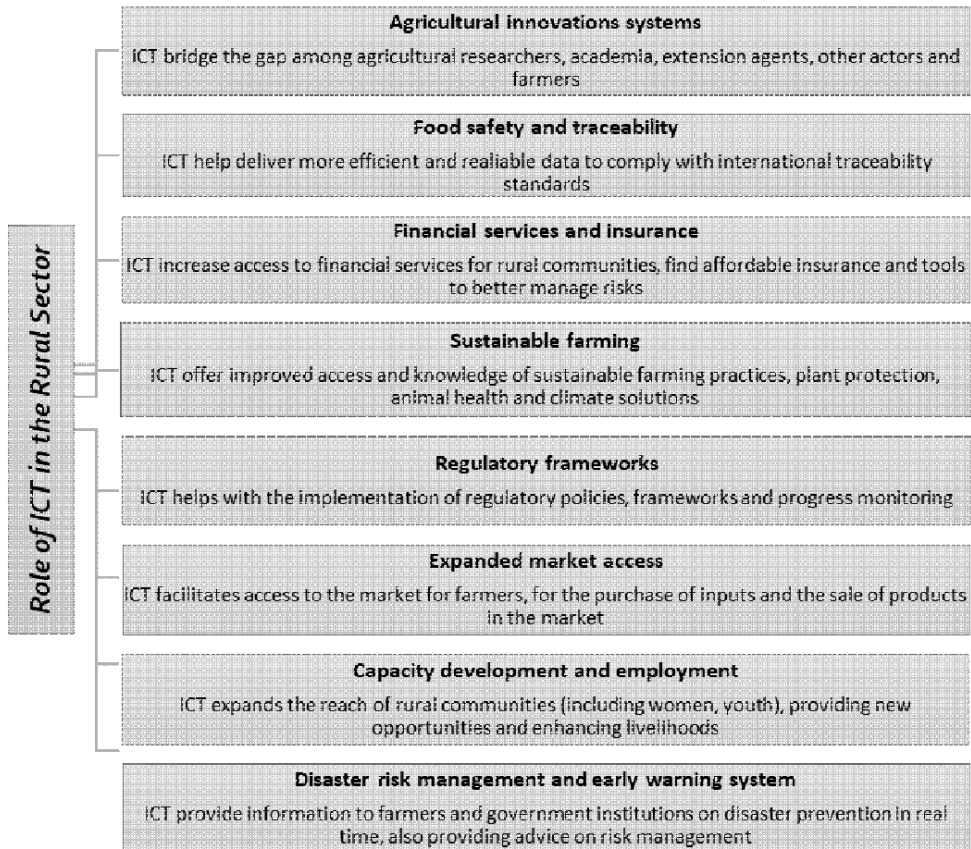 Role of ICT in the Rural Sector
Agricultural innovations systems
ICT bridge the gap among agricultural researchers, academia, extension agents, other actors and
farmers
Food safety and traceability
ICT help deliver more efficient and realiable data to comply with international traceability
standards
Financial services and insurance
ICT increase access to financial services for rural communities, find affordable insurance and tools
to better manage risks
Sustainable farming
ICT offer improved access and knowledge of sustainable farming practices, plant protection,
animal health and climate solutions
Regulatory frameworks
ICT helps with the implementation of regulatory policies, frameworks and progress monitoring
Expanded market access
ICT facilitates access to the market for farmers, for the purchase of inputs and the sale of products
in the market
Capacity development and employment
ICT expands the reach of rural communities (including women, youth), providing new
opportunities and enhancing livelihoods
Disaster risk management and early warning system
ICT provide information to farmers and government institutions on disaster prevention in real
time, also providing advice on risk management